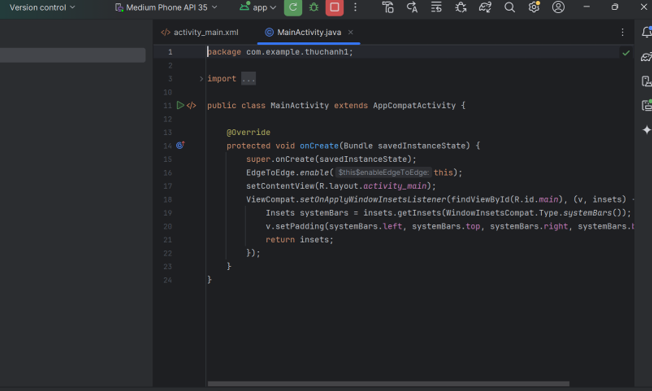 Version control
Medium Phone API 35
app
activity_main.xml
MainActivity.java
1 package com.example.thuchanh1;
2
3 import ...
10
11 public class MainActivity extends AppCompatActivity {
12
13 @Override
14 protected void onCreate(Bundle savedInstanceState) {
15 super.onCreate(savedInstanceState);
16 EdgeToEdge.enable( $this$enableEdgeToEdge: this);
17 setContentView(R.layout.activity_main);
18 ViewCompat.setOnApplyWindowInsetsListener(findViewById(R.id.main), (v, insets) -
19 Insets systemBars = insets.getInsets(WindowInsetsCompat.Type.systemBars());
20 v.setPadding(systemBars.left, systemBars.top, systemBars.right, systemBars.b
21 return insets;
22 });
23 }
24 }